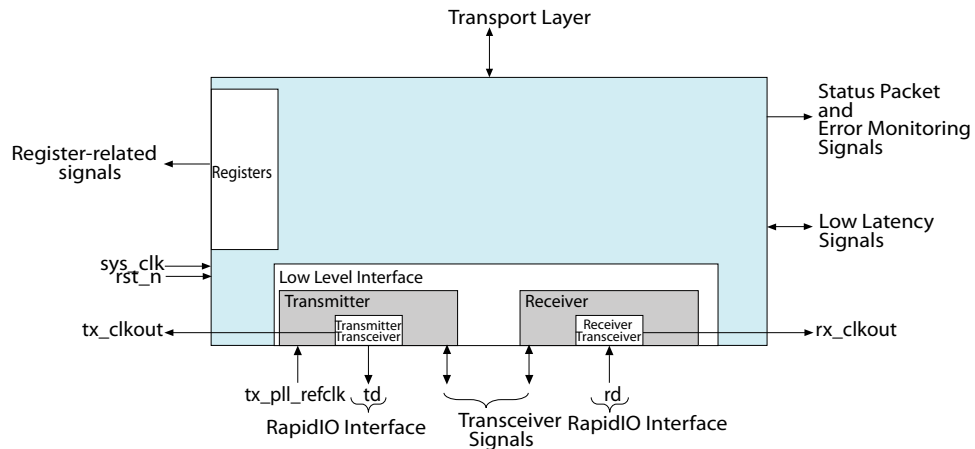 Transport Layer
Status Packet
and
Error Monitoring
Signals
Register-related
signals
Registers
Low Latency
Signals
sys_clk
rst_n
Low Level Interface
Transmitter
Receiver
tx_clkout
Transmitter
Transceiver
Receiver
Transceiver
rx_clkout
tx_pll_refclk
td
rd
RapidIO Interface
Transceiver
Signals
RapidIO Interface